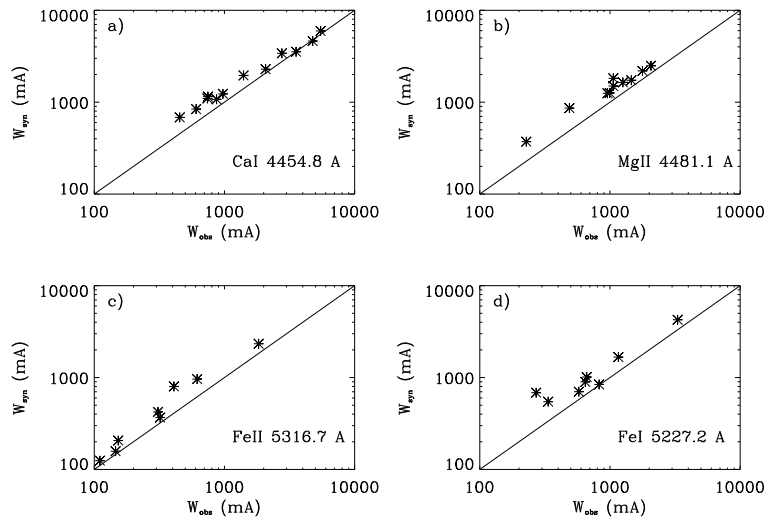 a)
10000
1000
100
W_syn (mA)
CaI 4454.8 A
100 1000 10000
W_obs (mA)
b)
10000
1000
100
W_syn (mA)
MgII 4481.1 A
100 1000 10000
W_obs (mA)
c)
10000
1000
100
W_syn (mA)
FeII 5316.7 A
100 1000 10000
W_obs (mA)
d)
10000
1000
100
W_syn (mA)
FeI 5227.2 A
100 1000 10000
W_obs (mA)